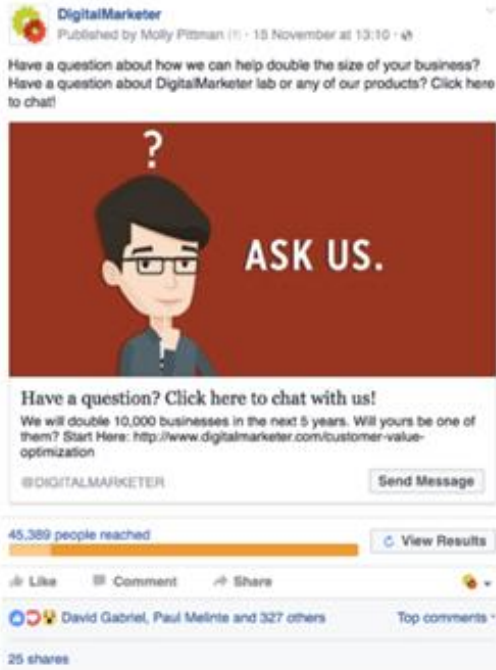 DigitalMarketer
Published by Molly Pittman · 15 November at 13:10 ·
Have a question about how we can help double the size of your business?
Have a question about DigitalMarketer lab or any of our products? Click here
to chat!
?
ASK US.
Have a question? Click here to chat with us!
We will double 10,000 businesses in the next 5 years. Will yours be one of
them? Start Here: http://www.digitalmarketer.com/customer-value-
optimization
@DIGITALMARKETER
Send Message
45,389 people reached
View Results
Like Comment Share
David Gabriel, Paul Melinte and 327 others
Top comments
25 shares